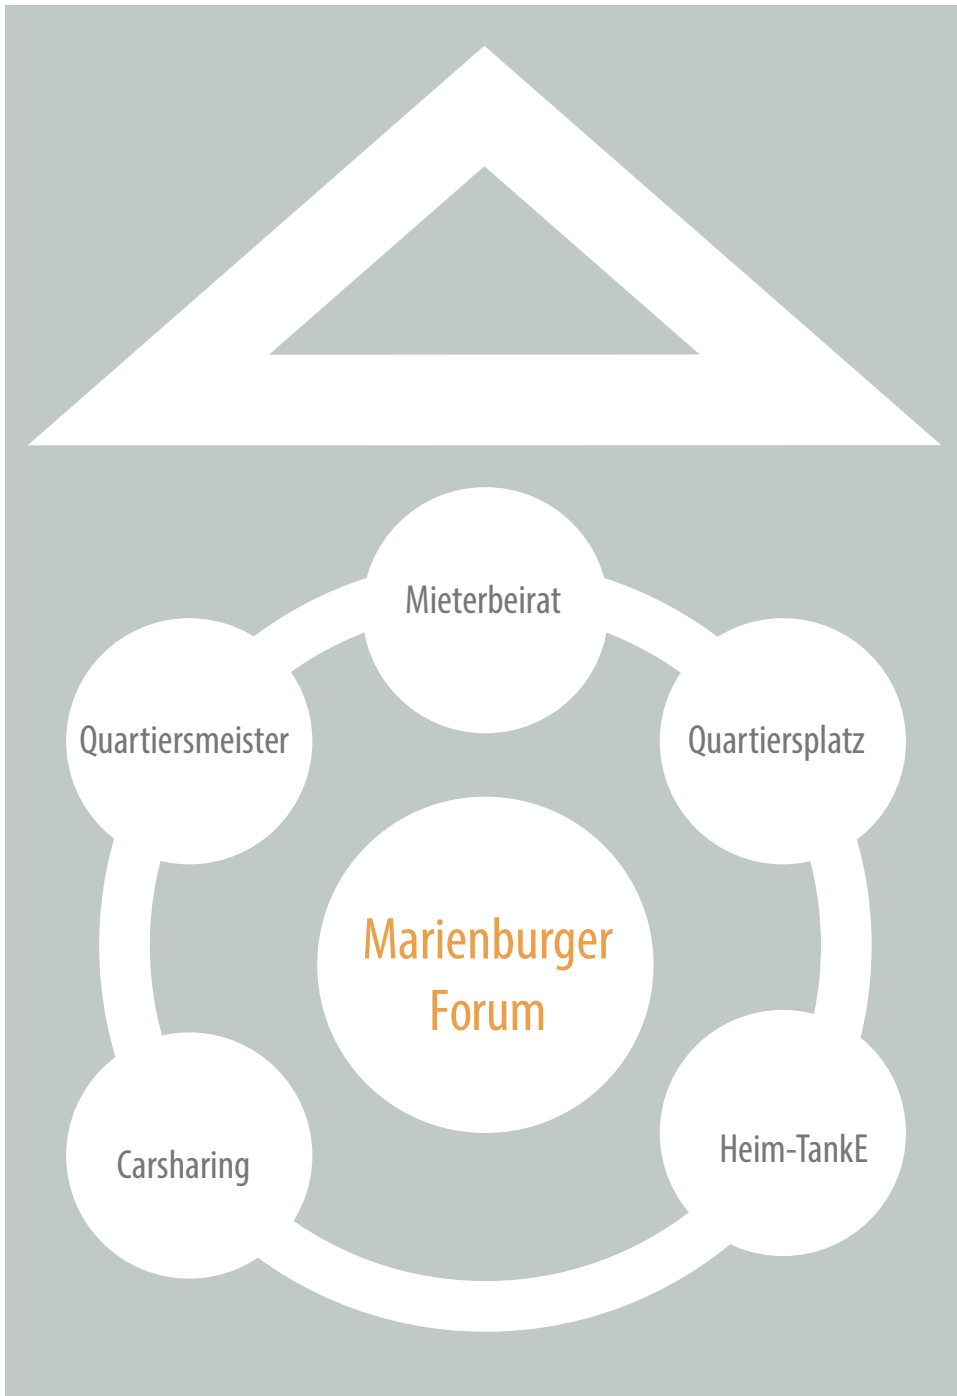 Mieterbeirat
Quartiersmeister
Quartiersplatz
Marienburger
Forum
Carsharing
Heim-TankE